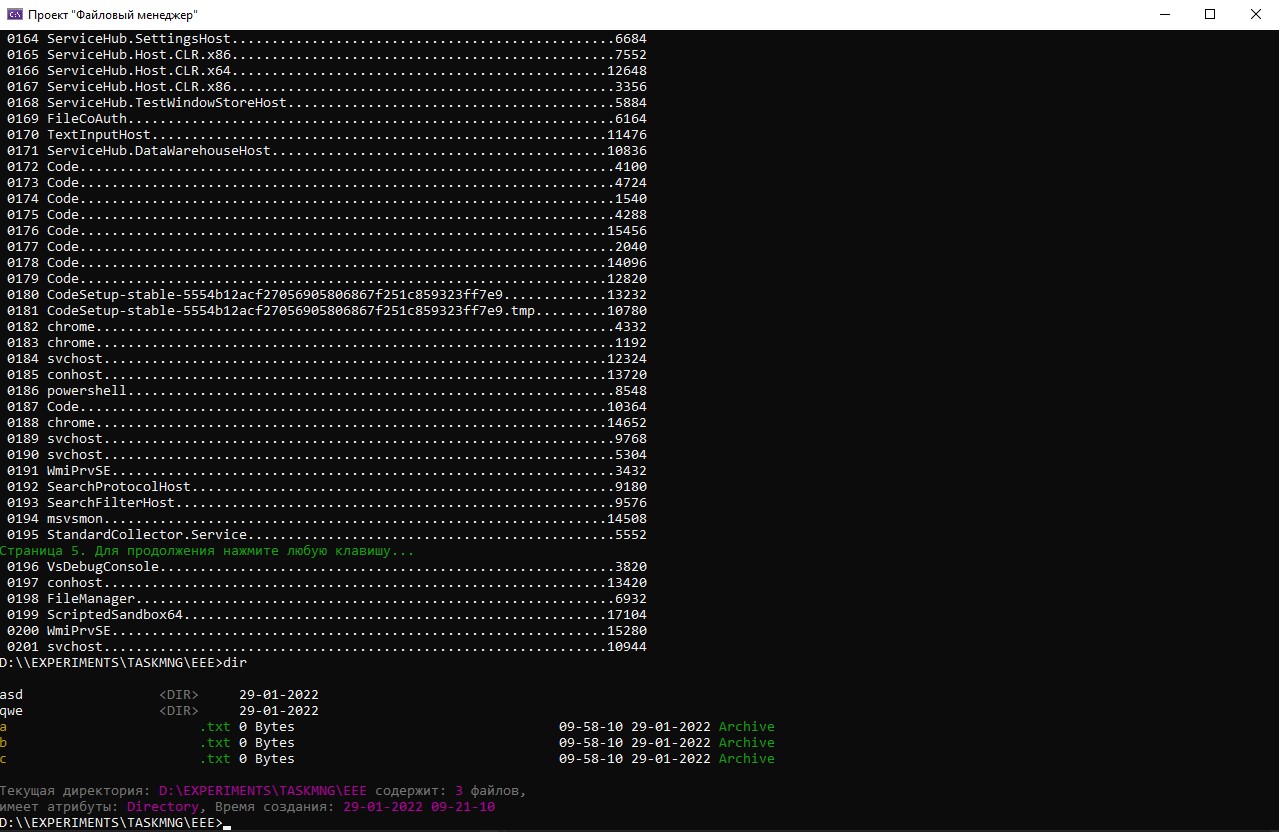 Проект "Файловый менеджер"
0164 ServiceHub.SettingsHost................................................6684
0165 ServiceHub.Host.CLR.x86................................................7552
0166 ServiceHub.Host.CLR.x64...............................................12648
0167 ServiceHub.Host.CLR.x86................................................3356
0168 ServiceHub.TestWindowStoreHost.........................................5884
0169 FileCoAuth.............................................................6164
0170 TextInputHost.........................................................11476
0171 ServiceHub.DataWarehouseHost..........................................10836
0172 Code...................................................................4100
0173 Code...................................................................4724
0174 Code...................................................................1540
0175 Code...................................................................4288
0176 Code..................................................................15456
0177 Code...................................................................2040
0178 Code..................................................................14096
0179 Code..................................................................12820
0180 CodeSetup-stable-5554b12acf27056905806867f251c859323ff7e9.............13232
0181 CodeSetup-stable-5554b12acf27056905806867f251c859323ff7e9.tmp.........10780
0182 chrome.................................................................4332
0183 chrome.................................................................1192
0184 svchost...............................................................12324
0185 conhost...............................................................13720
0186 powershell.............................................................8548
0187 Code..................................................................10364
0188 chrome................................................................14652
0189 svchost................................................................9768
0190 svchost................................................................5304
0191 WmiPrvSE...............................................................3432
0192 SearchProtocolHost.....................................................9180
0193 SearchFilterHost.......................................................9576
0194 msvsmon...............................................................14508
0195 StandardCollector.Service..............................................5552
Страница 5. Для продолжения нажмите любую клавишу...
0196 VsDebugConsole.........................................................3820
0197 conhost...............................................................13420
0198 FileManager............................................................6932
0199 ScriptedSandbox64.....................................................17104
0200 WmiPrvSE..............................................................15280
0201 svchost...............................................................10944
D:\\EXPERIMENTS\TASKMNG\EEE>dir
asd <DIR> 29-01-2022
qwe <DIR> 29-01-2022
a .txt 0 Bytes 09-58-10 29-01-2022 Archive
b .txt 0 Bytes 09-58-10 29-01-2022 Archive
c .txt 0 Bytes 09-58-10 29-01-2022 Archive
Текущая директория: D:\EXPERIMENTS\TASKMNG\EEE содержит: 3 файлов,
имеет атрибуты: Directory, Время создания: 29-01-2022 09-21-10
D:\\EXPERIMENTS\TASKMNG\EEE>